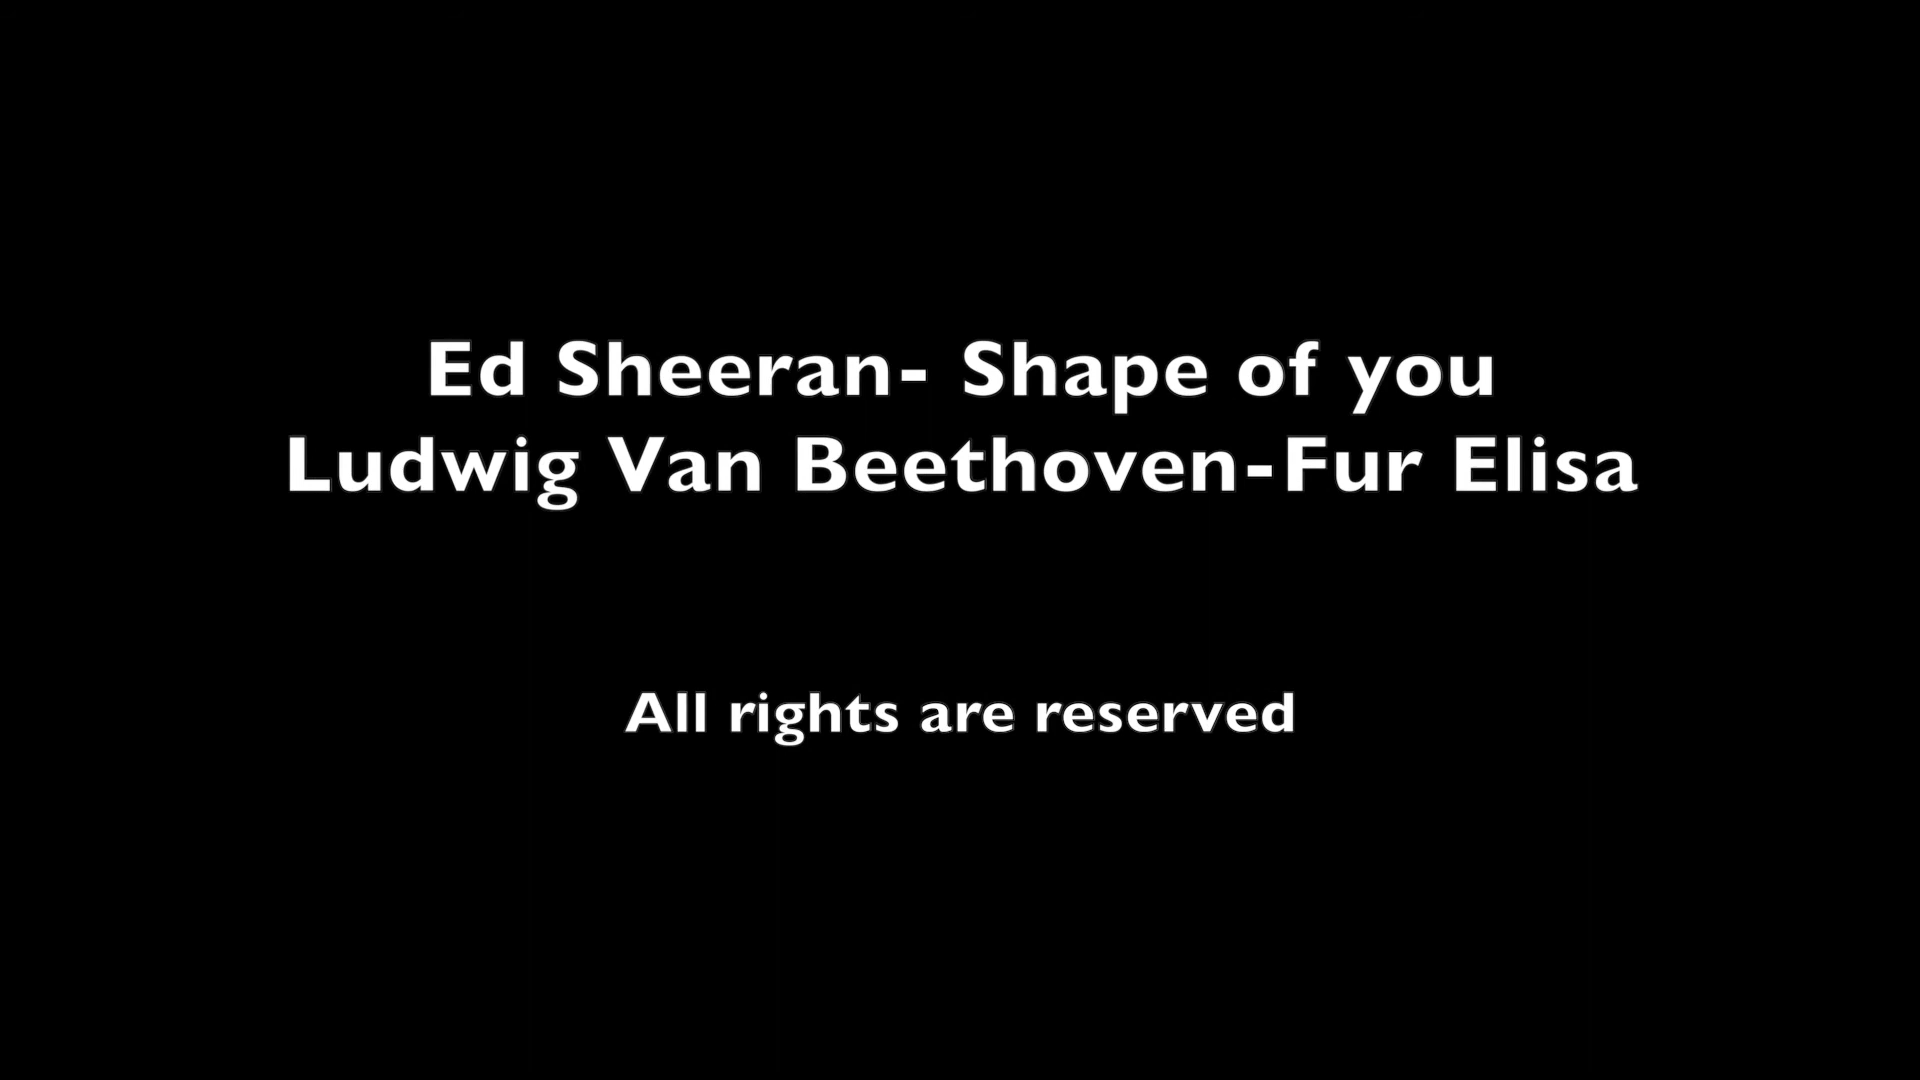 Ed Sheeran- Shape of you
Ludwig Van Beethoven-Fur Elisa
All rights are reserved